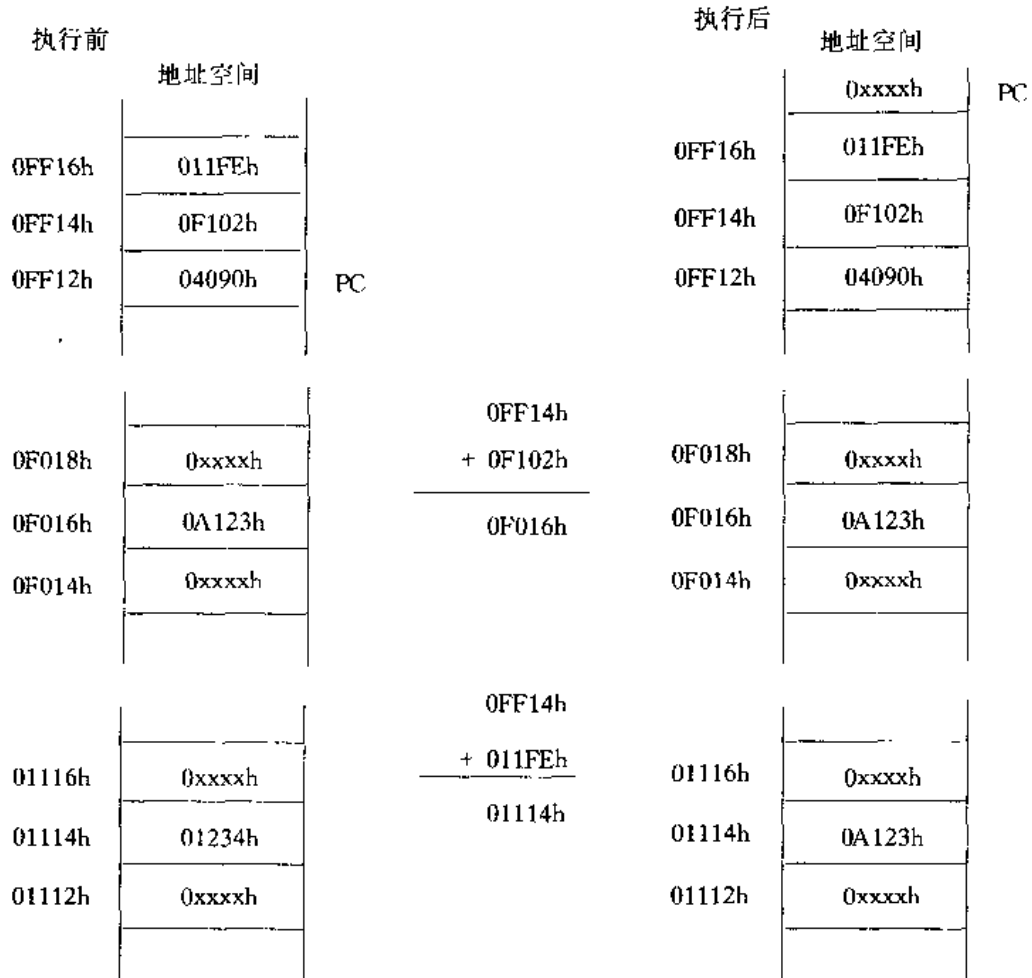 执行前
地址空间
0FF16h 011FEh
0FF14h 0F102h
0FF12h 04090h PC
0F018h 0xxxxh
0F016h 0A123h
0F014h 0xxxxh
01116h 0xxxxh
01114h 01234h
01112h 0xxxxh
0FF14h
+ 0F102h
0F016h
0FF14h
+ 011FEh
01114h
执行后
地址空间
0xxxxh PC
0FF16h 011FEh
0FF14h 0F102h
0FF12h 04090h
0F018h 0xxxxh
0F016h 0A123h
0F014h 0xxxxh
01116h 0xxxxh
01114h 0A123h
01112h 0xxxxh